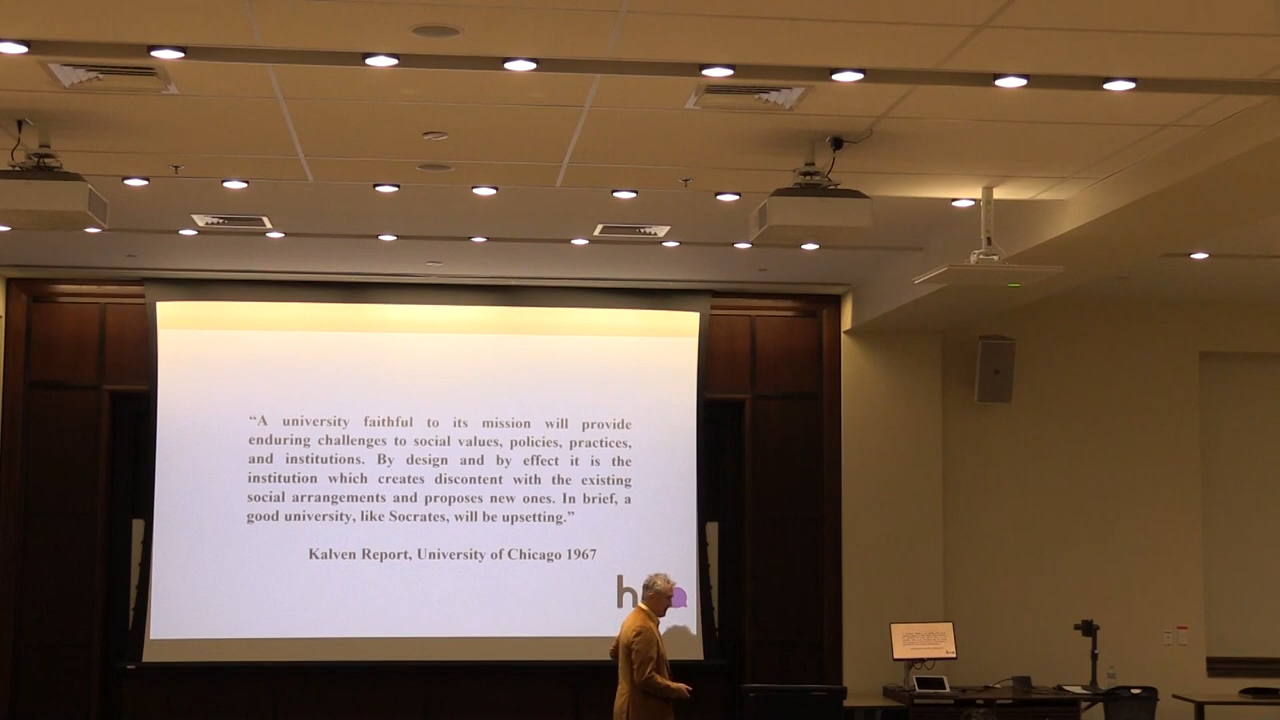 “A university faithful to its mission will provide
enduring challenges to social values, policies, practices,
and institutions. By design and by effect it is the
institution which creates discontent with the existing
social arrangements and proposes new ones. In brief, a
good university, like Socrates, will be upsetting.”
Kalven Report, University of Chicago 1967